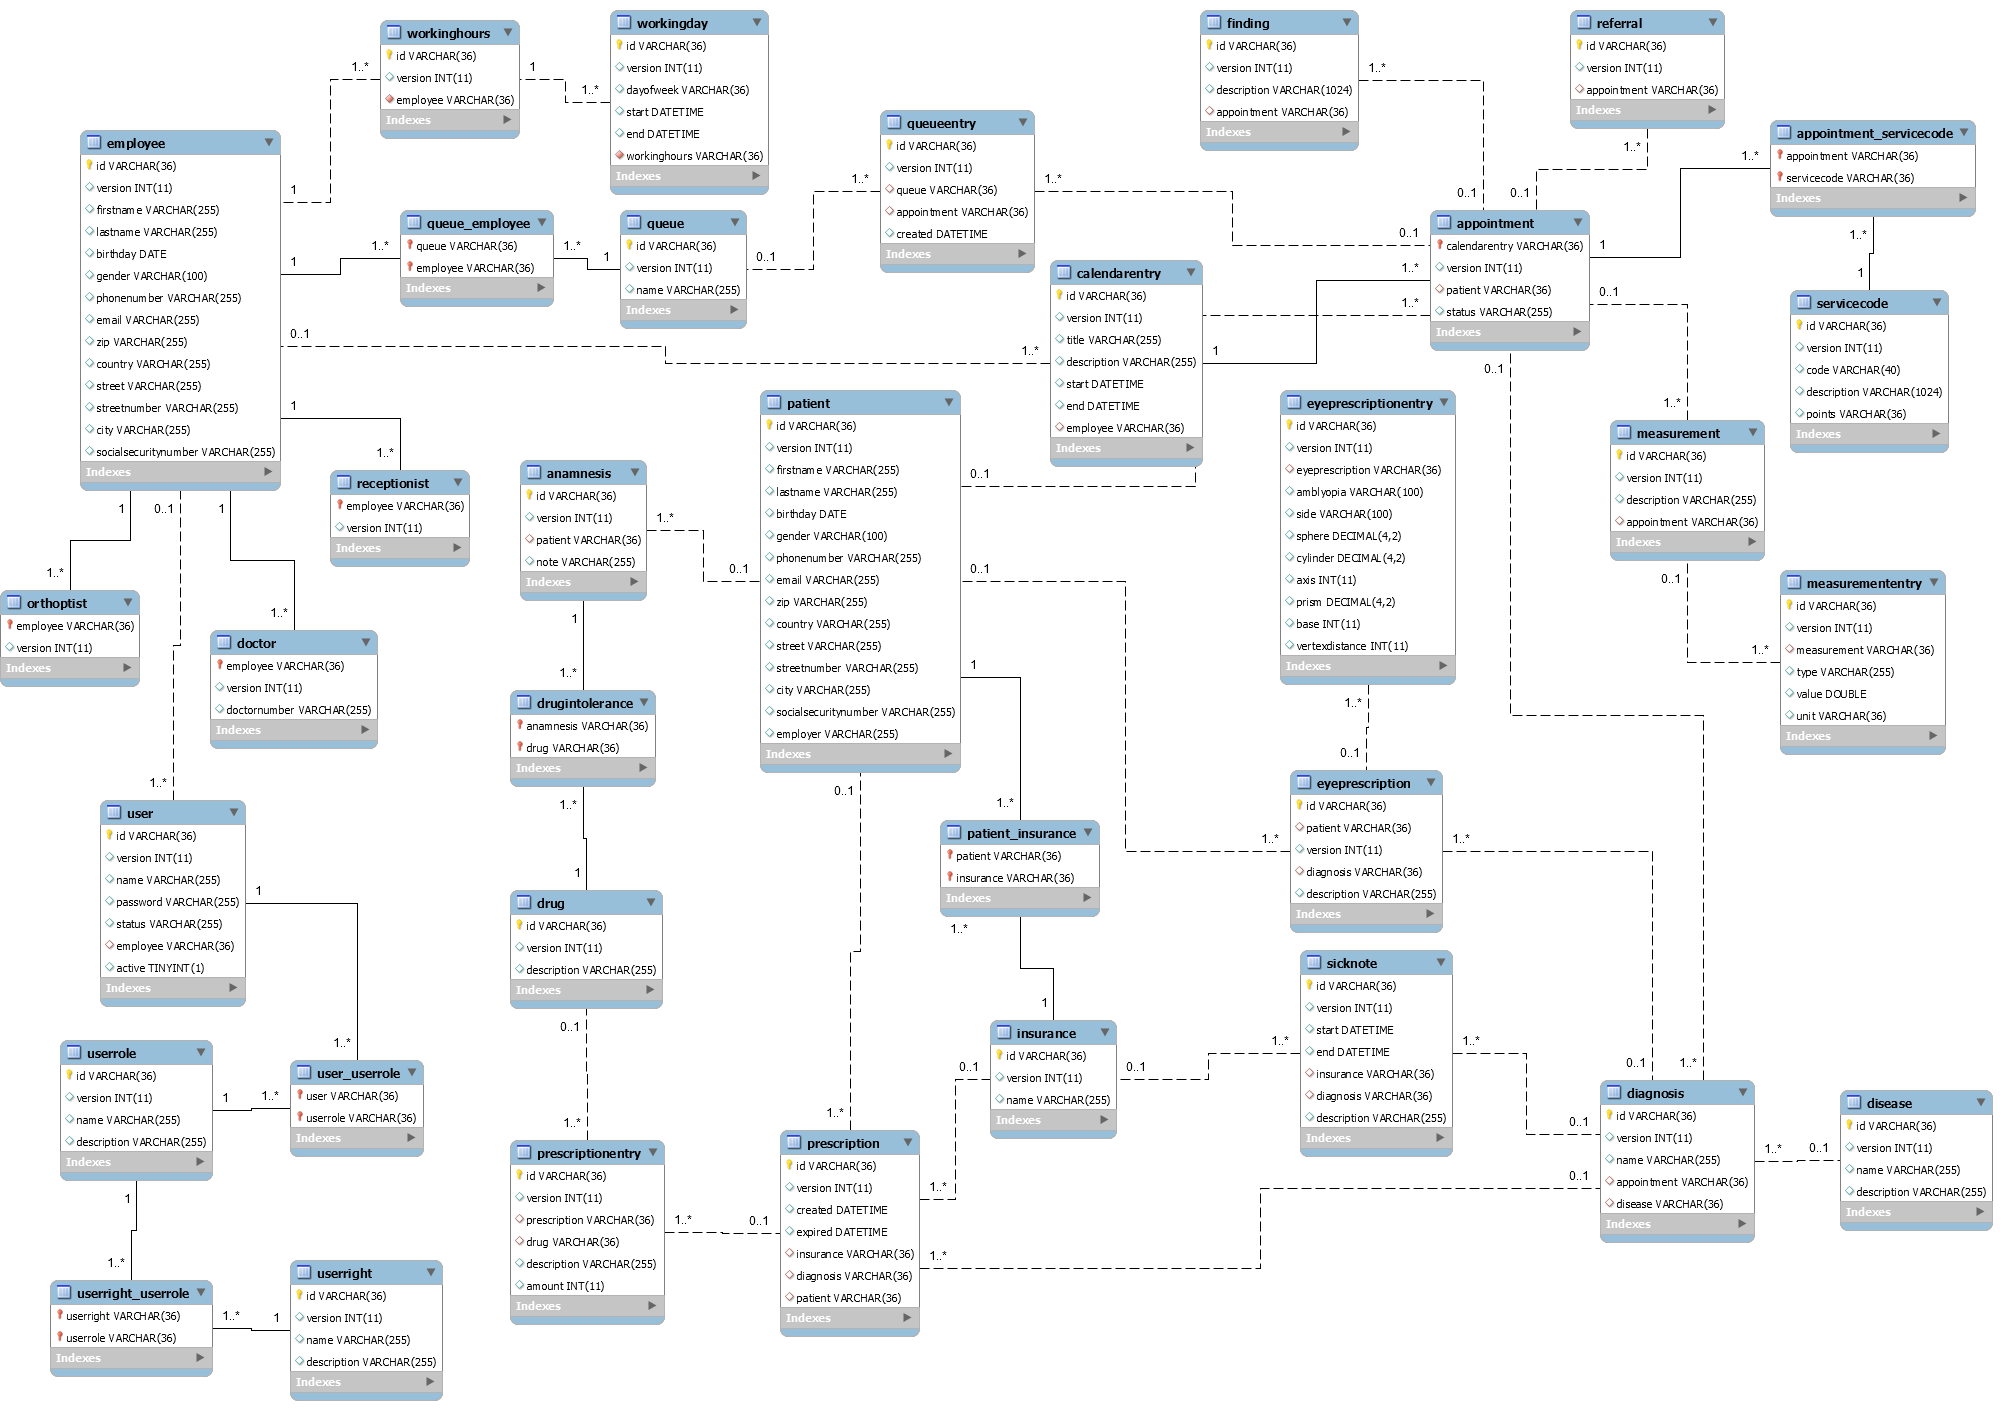 workinghours
id VARCHAR(36)
version INT(11)
employee VARCHAR(36)
Indexes
1..*
1
workingday
id VARCHAR(36)
version INT(11)
dayofweek VARCHAR(36)
start DATETIME
end DATETIME
workinghours VARCHAR(36)
Indexes
1..*
finding
id VARCHAR(36)
version INT(11)
description VARCHAR(1024)
appointment VARCHAR(36)
Indexes
1..*
referral
id VARCHAR(36)
version INT(11)
appointment VARCHAR(36)
Indexes
1..*
employee
id VARCHAR(36)
version INT(11)
firstname VARCHAR(255)
lastname VARCHAR(255)
birthday DATE
gender VARCHAR(100)
phonenumber VARCHAR(255)
email VARCHAR(255)
zip VARCHAR(255)
country VARCHAR(255)
street VARCHAR(255)
streetnumber VARCHAR(255)
city VARCHAR(255)
socialsecuritynumber VARCHAR(255)
Indexes
1
1
0..1
1
1
0..1
1
queue_employee
queue VARCHAR(36)
employee VARCHAR(36)
Indexes
1..*
1..*
queue
id VARCHAR(36)
version INT(11)
name VARCHAR(255)
Indexes
1
0..1
queueentry
id VARCHAR(36)
version INT(11)
queue VARCHAR(36)
appointment VARCHAR(36)
created DATETIME
Indexes
1..*
1..*
appointment_servicecode
appointment VARCHAR(36)
servicecode VARCHAR(36)
Indexes
1..*
1..*
appointment
calendarentry VARCHAR(36)
version INT(11)
patient VARCHAR(36)
status VARCHAR(255)
Indexes
0..1
0..1
0..1
1..*
1..*
1
0..1
0..1
calendarentry
id VARCHAR(36)
version INT(11)
title VARCHAR(255)
description VARCHAR(255)
start DATETIME
end DATETIME
employee VARCHAR(36)
Indexes
1..*
1
servicecode
id VARCHAR(36)
version INT(11)
code VARCHAR(40)
description VARCHAR(1024)
points VARCHAR(36)
Indexes
1
receptionist
employee VARCHAR(36)
version INT(11)
Indexes
1..*
anamnesis
id VARCHAR(36)
version INT(11)
patient VARCHAR(36)
note VARCHAR(255)
Indexes
1..*
1
patient
id VARCHAR(36)
version INT(11)
firstname VARCHAR(255)
lastname VARCHAR(255)
birthday DATE
gender VARCHAR(100)
phonenumber VARCHAR(255)
email VARCHAR(255)
zip VARCHAR(255)
country VARCHAR(255)
street VARCHAR(255)
streetnumber VARCHAR(255)
city VARCHAR(255)
socialsecuritynumber VARCHAR(255)
employer VARCHAR(255)
Indexes
0..1
0..1
0..1
1
0..1
eyeprescriptionentry
id VARCHAR(36)
version INT(11)
eyeprescription VARCHAR(36)
amblyopia VARCHAR(100)
side VARCHAR(100)
sphere DECIMAL(4,2)
cylinder DECIMAL(4,2)
axis INT(11)
prism DECIMAL(4,2)
base INT(11)
vertexdistance INT(11)
Indexes
1..*
measurement
id VARCHAR(36)
version INT(11)
description VARCHAR(255)
appointment VARCHAR(36)
Indexes
1..*
0..1
measuremententry
id VARCHAR(36)
version INT(11)
measurement VARCHAR(36)
type VARCHAR(255)
value DOUBLE
unit VARCHAR(36)
Indexes
1..*
orthoptist
employee VARCHAR(36)
version INT(11)
Indexes
1..*
doctor
employee VARCHAR(36)
version INT(11)
doctornumber VARCHAR(255)
Indexes
1..*
drugintolerance
anamnesis VARCHAR(36)
drug VARCHAR(36)
Indexes
1..*
1..*
user
id VARCHAR(36)
version INT(11)
name VARCHAR(255)
password VARCHAR(255)
status VARCHAR(255)
employee VARCHAR(36)
active TINYINT(1)
Indexes
1..*
1
drug
id VARCHAR(36)
version INT(11)
description VARCHAR(255)
Indexes
1
0..1
patient_insurance
patient VARCHAR(36)
insurance VARCHAR(36)
Indexes
1..*
1..*
eyeprescription
id VARCHAR(36)
patient VARCHAR(36)
version INT(11)
diagnosis VARCHAR(36)
description VARCHAR(255)
Indexes
0..1
1..*
1..*
sicknote
id VARCHAR(36)
version INT(11)
start DATETIME
end DATETIME
insurance VARCHAR(36)
diagnosis VARCHAR(36)
description VARCHAR(255)
Indexes
1..*
1..*
insurance
id VARCHAR(36)
version INT(11)
name VARCHAR(255)
Indexes
1
0..1
0..1
userrole
id VARCHAR(36)
version INT(11)
name VARCHAR(255)
description VARCHAR(255)
Indexes
1
1
user_userrole
user VARCHAR(36)
userrole VARCHAR(36)
Indexes
1..*
1..*
prescriptionentry
id VARCHAR(36)
version INT(11)
prescription VARCHAR(36)
drug VARCHAR(36)
description VARCHAR(255)
amount INT(11)
Indexes
1..*
1..*
prescription
id VARCHAR(36)
version INT(11)
created DATETIME
expired DATETIME
insurance VARCHAR(36)
diagnosis VARCHAR(36)
patient VARCHAR(36)
Indexes
1..*
0..1
1..*
1..*
diagnosis
id VARCHAR(36)
version INT(11)
name VARCHAR(255)
appointment VARCHAR(36)
disease VARCHAR(36)
Indexes
0..1
1..*
0..1
0..1
1..*
disease
id VARCHAR(36)
version INT(11)
name VARCHAR(255)
description VARCHAR(255)
Indexes
0..1
userright_userrole
userright VARCHAR(36)
userrole VARCHAR(36)
Indexes
1..*
1..*
userright
id VARCHAR(36)
version INT(11)
name VARCHAR(255)
description VARCHAR(255)
Indexes
1